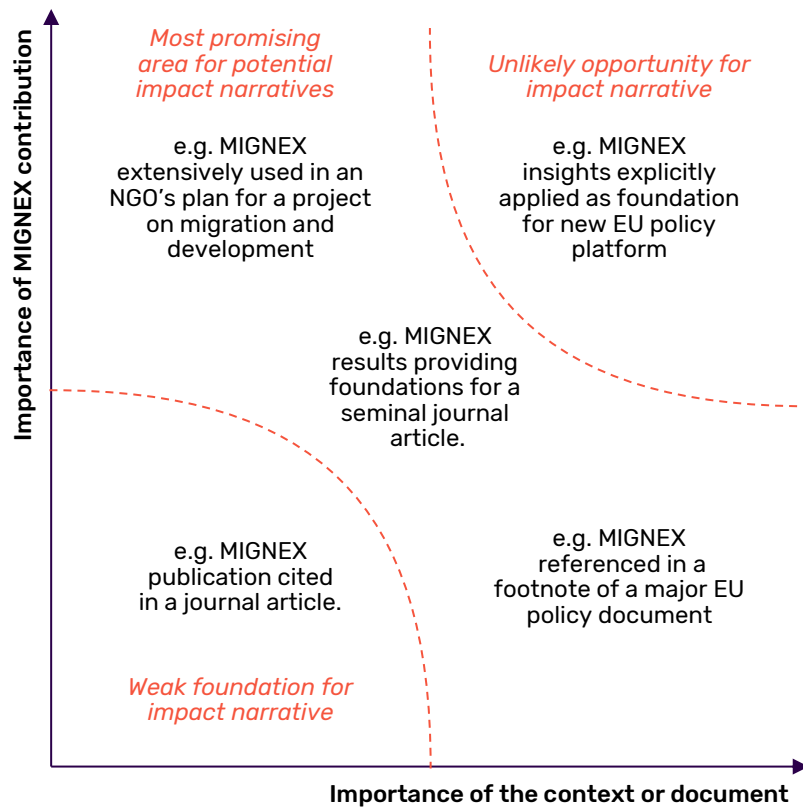 Importance of MIGNEX contribution
Most promising
area for potential
impact narratives
e.g. MIGNEX
extensively used in an
NGO's plan for a project
on migration and
development
Unlikely opportunity for
impact narrative
e.g. MIGNEX
insights explicitly
applied as foundation
for new EU policy
platform
e.g. MIGNEX
results providing
foundations for a
seminal journal
article.
e.g. MIGNEX
publication cited
in a journal article.
Weak foundation for
impact narrative
e.g. MIGNEX
referenced in a
footnote of a major EU
policy document
Importance of the context or document